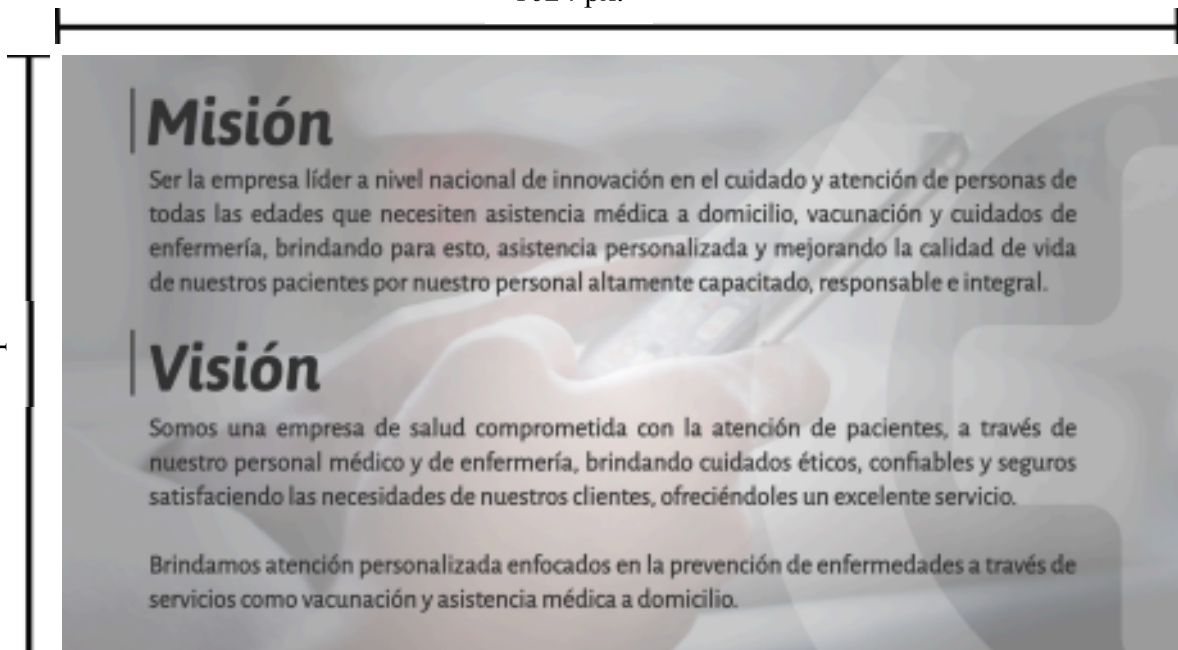 Misión
Ser la empresa líder a nivel nacional de innovación en el cuidado y atención de personas de
todas las edades que necesiten asistencia médica a domicilio, vacunación y cuidados de
enfermería, brindando para esto, asistencia personalizada y mejorando la calidad de vida
de nuestros pacientes por nuestro personal altamente capacitado, responsable e integral.
Visión
Somos una empresa de salud comprometida con la atención de pacientes, a través de
nuestro personal médico y de enfermería, brindando cuidados éticos, confiables y seguros
satisfaciendo las necesidades de nuestros clientes, ofreciéndoles un excelente servicio.
Brindamos atención personalizada enfocados en la prevención de enfermedades a través de
servicios como vacunación y asistencia médica a domicilio.